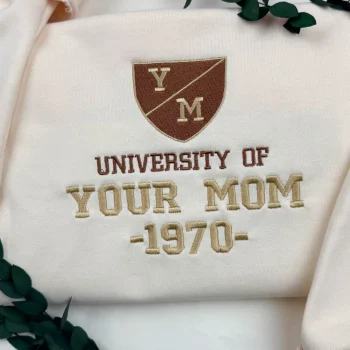 Y
M
UNIVERSITY OF
YOUR MOM
-1970-